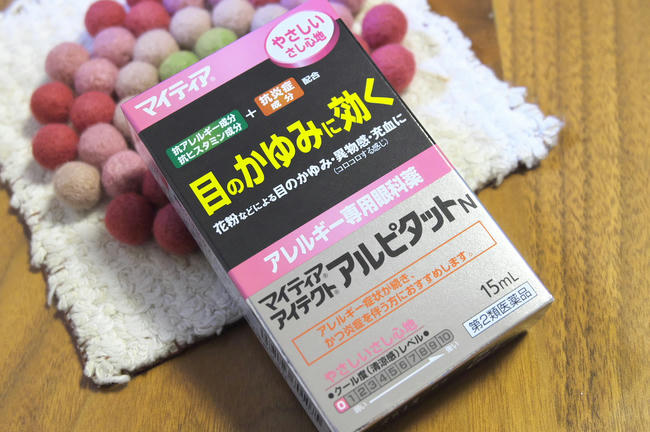 やさしい
さし心地
マイティア®
抗アレルギー成分
抗ヒスタミン成分
+
抗炎症
成分
配合
目のかゆみに効く
花粉などによる目のかゆみ・異物感・充血に
(コロコロする感じ)
アレルギー専用眼科薬
マイティア®
アイテクト
アルピタットN
15mL
アレルギー症状が続き、
かつ炎症を伴う方におすすめします。
第2類医薬品
やさしいさし心地
●クール度(清涼感)レベル●
0 1 2 3 4 5 6 7 8 9 10
弱い
強い